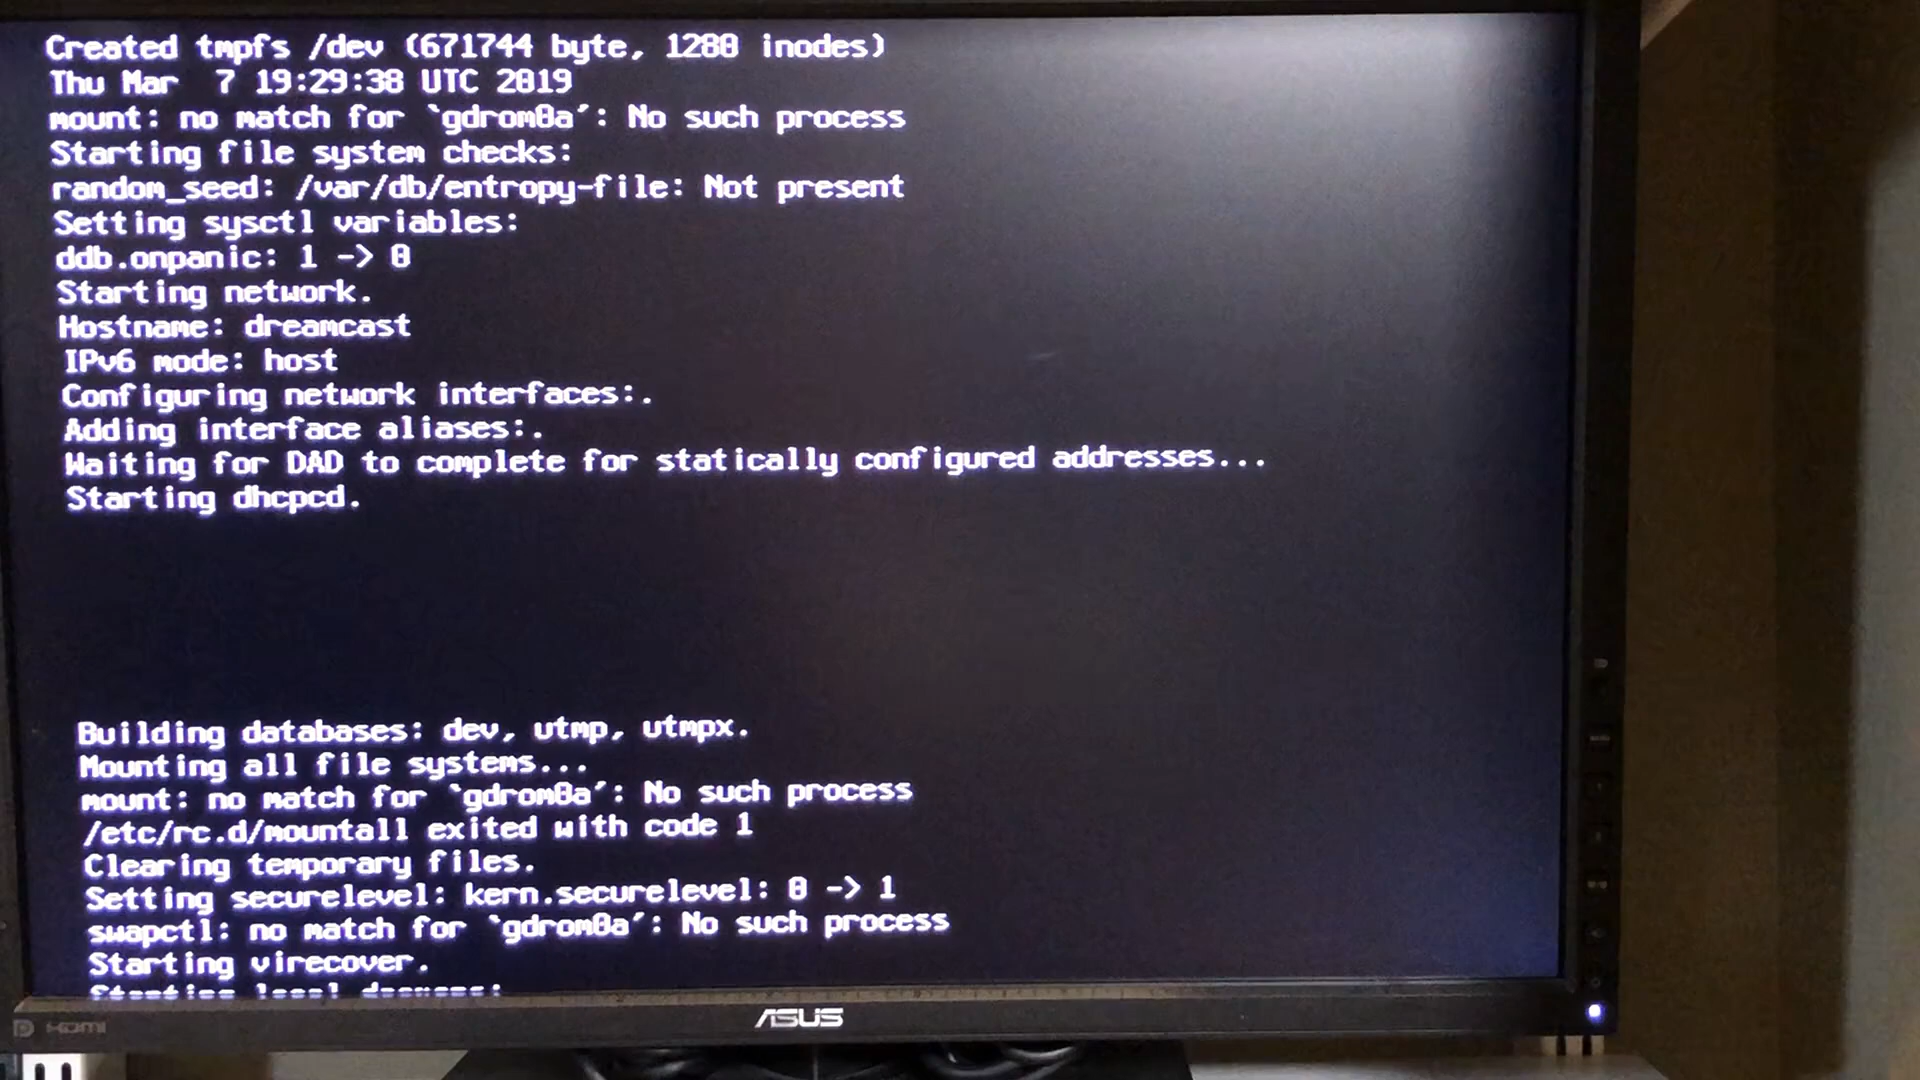 Created tmpfs /dev (671744 byte, 1280 inodes)
Thu Mar  7 19:29:38 UTC 2019
mount: no match for `gdrom0a': No such process
Starting file system checks:
random_seed: /var/db/entropy-file: Not present
Setting sysctl variables:
ddb.onpanic: 1 -> 0
Starting network.
Hostname: dreamcast
IPv6 mode: host
Configuring network interfaces:.
Adding interface aliases:.
Waiting for DAD to complete for statically configured addresses...
Starting dhcpcd.
Building databases: dev, utmp, utmpx.
Mounting all file systems...
mount: no match for `gdrom0a': No such process
/etc/rc.d/mountall exited with code 1
Clearing temporary files.
Setting securelevel: kern.securelevel: 0 -> 1
swapctl: no match for `gdrom0a': No such process
Starting virecover.
Starting local daemons:
HDMI
ASUS